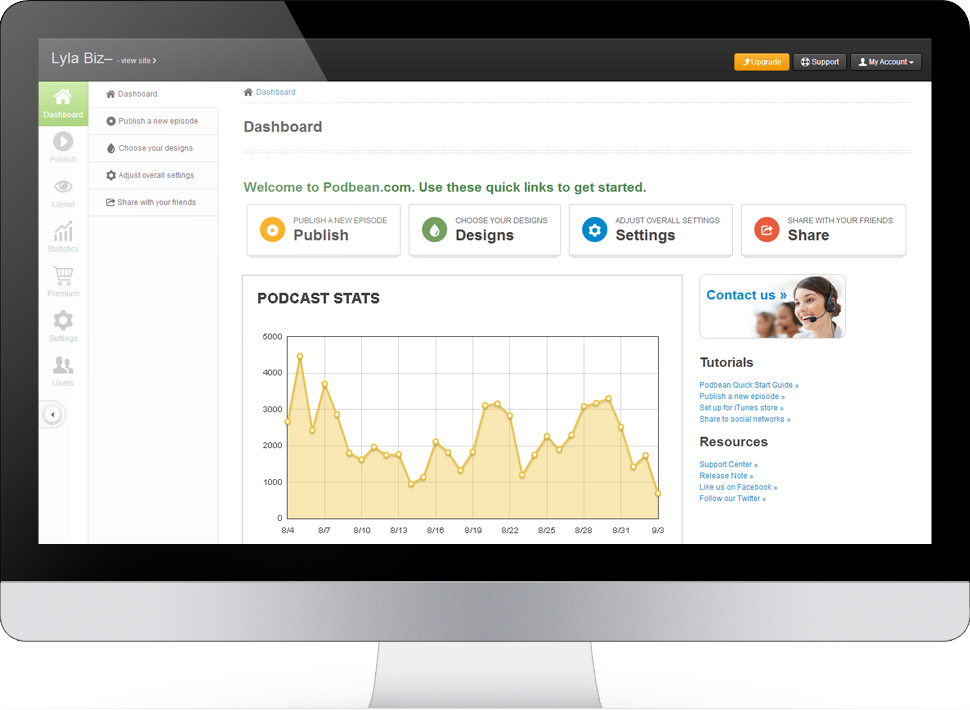 Lyla Biz– - view site
Upgrade
Support
My Account
Dashboard
Publish
Layout
Statistics
Premium
Settings
Users
Dashboard
Publish a new episode
Choose your designs
Adjust overall settings
Share with your friends
Dashboard
Dashboard
Welcome to Podbean.com. Use these quick links to get started.
PUBLISH A NEW EPISODE
Publish
CHOOSE YOUR DESIGNS
Designs
ADJUST OVERALL SETTINGS
Settings
SHARE WITH YOUR FRIENDS
Share
PODCAST STATS
5000
4000
3000
2000
1000
0
8/4 8/7 8/10 8/13 8/16 8/19 8/22 8/25 8/28 8/31 9/3
Contact us »
Tutorials
Podbean Quick Start Guide »
Publish a new episode »
Set up for iTunes store »
Share to social networks »
Resources
Support Center »
Release Note »
Like us on Facebook »
Follow our Twitter »